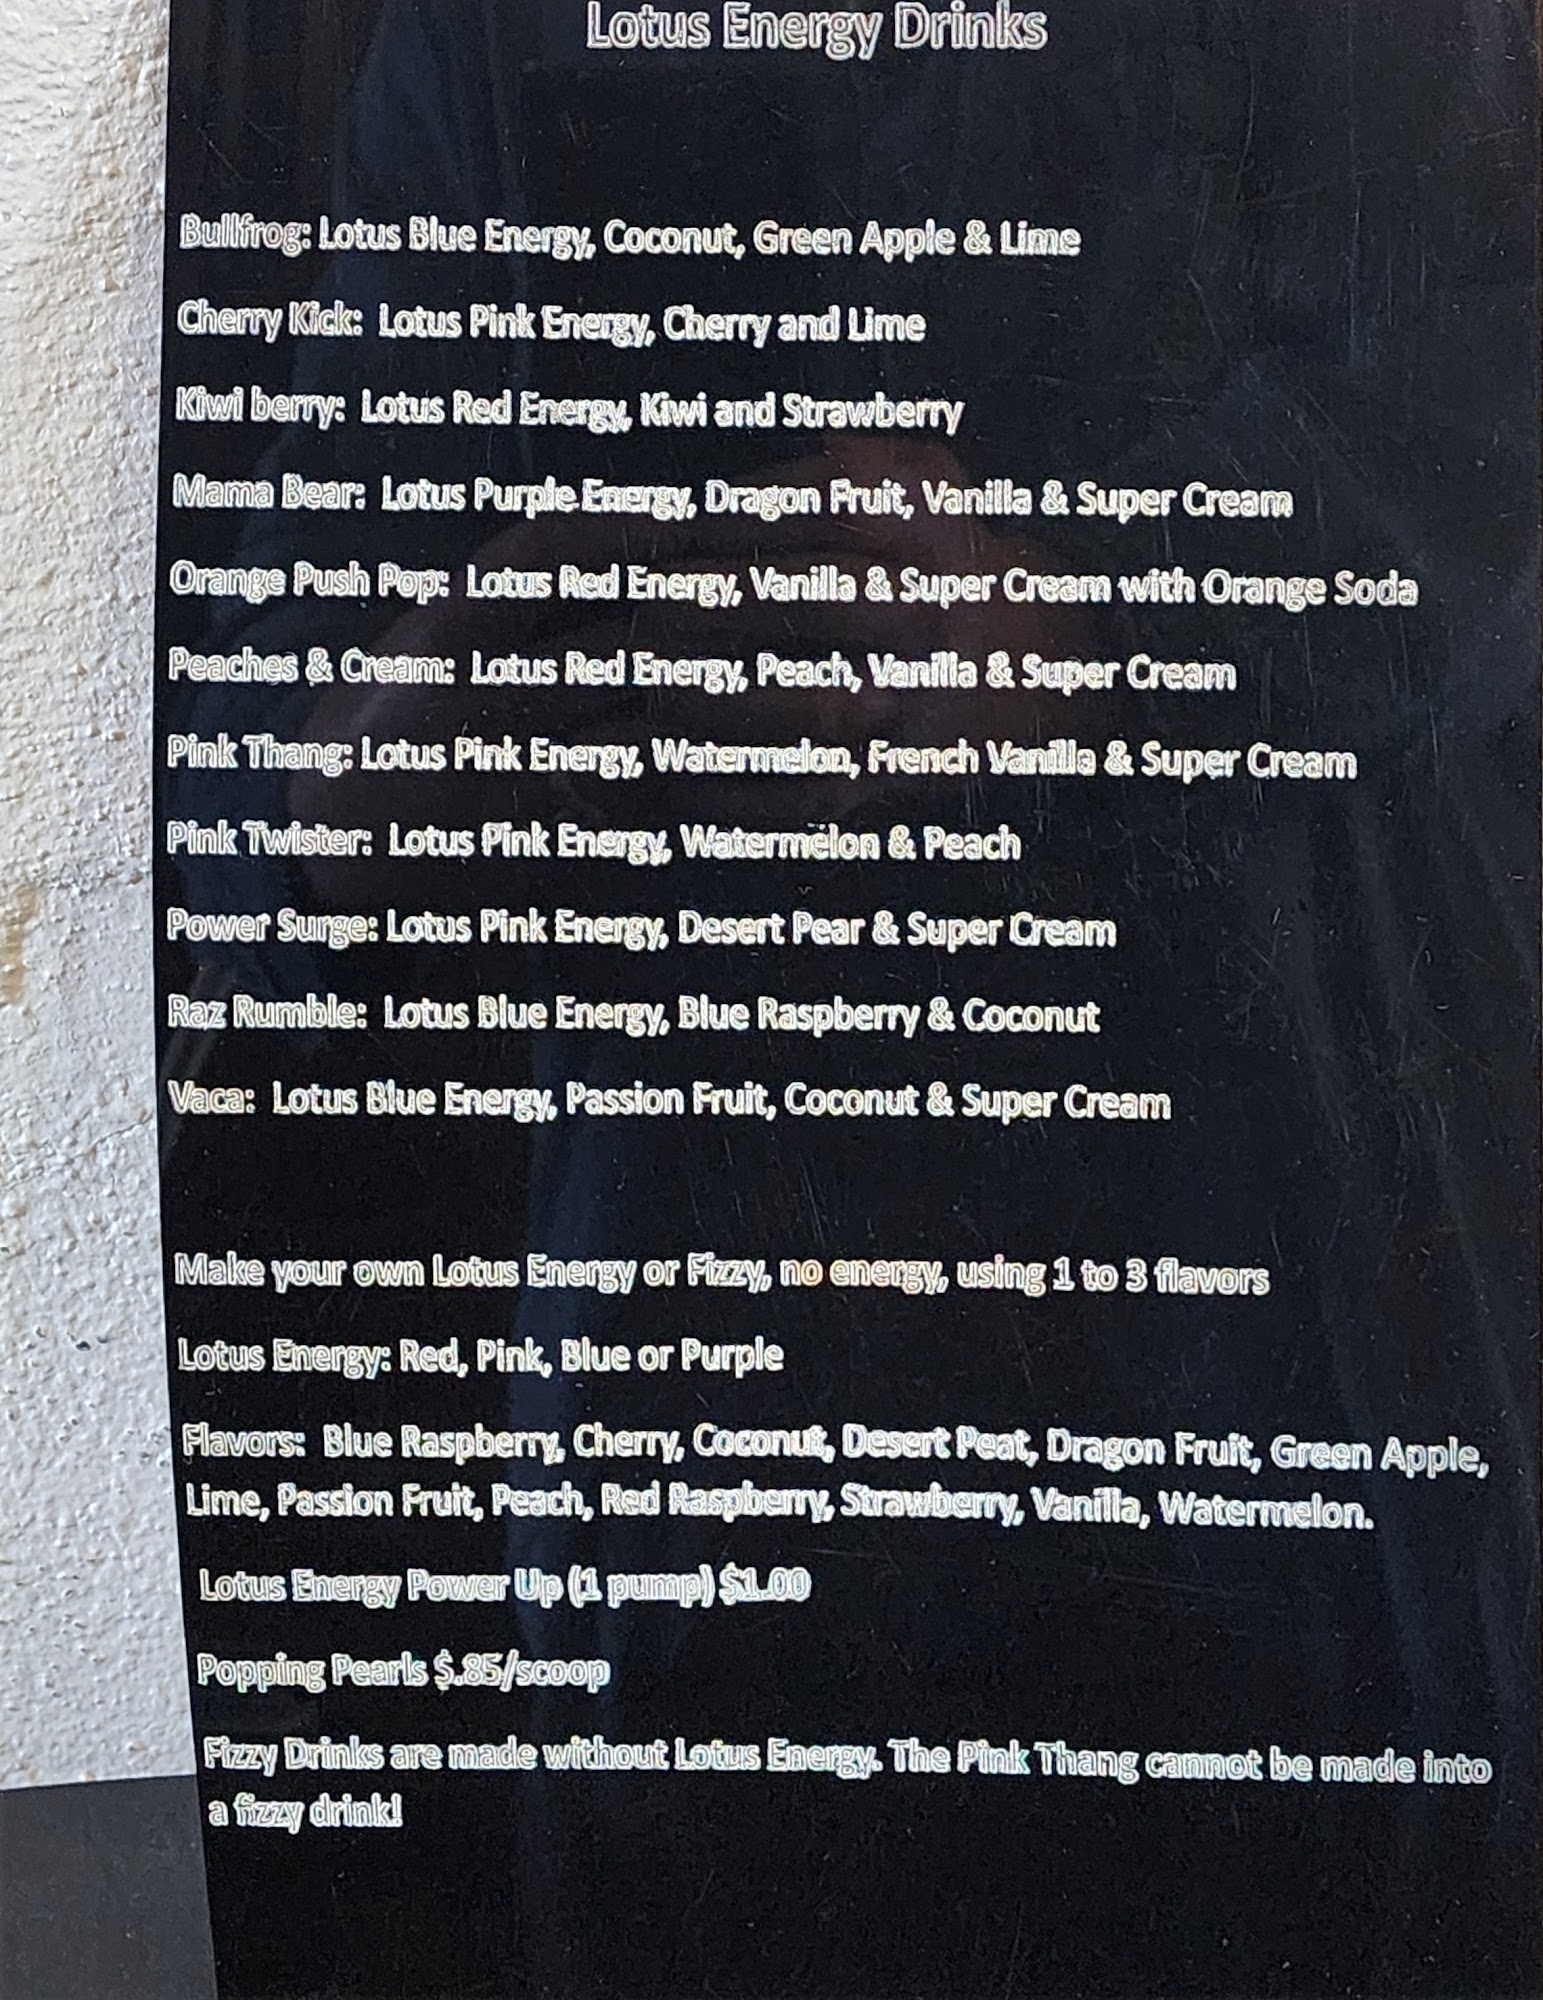 Lotus Energy Drinks
Bullfrog: Lotus Blue Energy, Coconut, Green Apple & Lime
Cherry Kick: Lotus Pink Energy, Cherry and Lime
Kiwi berry: Lotus Red Energy, Kiwi and Strawberry
Mama Bear: Lotus Purple Energy, Dragon Fruit, Vanilla & Super Cream
Orange Push Pop: Lotus Red Energy, Vanilla & Super Cream with Orange Soda
Peaches & Cream: Lotus Red Energy, Peach, Vanilla & Super Cream
Pink Thang: Lotus Pink Energy, Watermelon, French Vanilla & Super Cream
Pink Twister: Lotus Pink Energy, Watermelon & Peach
Power Surge: Lotus Pink Energy, Desert Pear & Super Cream
Raz Rumble: Lotus Blue Energy, Blue Raspberry & Coconut
Vaca: Lotus Blue Energy, Passion Fruit, Coconut & Super Cream
Make your own Lotus Energy or Fizzy, no energy, using 1 to 3 flavors
Lotus Energy: Red, Pink, Blue or Purple
Flavors: Blue Raspberry, Cherry, Coconut, Desert Peat, Dragon Fruit, Green Apple,
Lime, Passion Fruit, Peach, Red Raspberry, Strawberry, Vanilla, Watermelon.
Lotus Energy Power Up (1 pump) $1.00
Popping Pearls $.85/scoop
Fizzy Drinks are made without Lotus Energy. The Pink Thang cannot be made into
a fizzy drink!